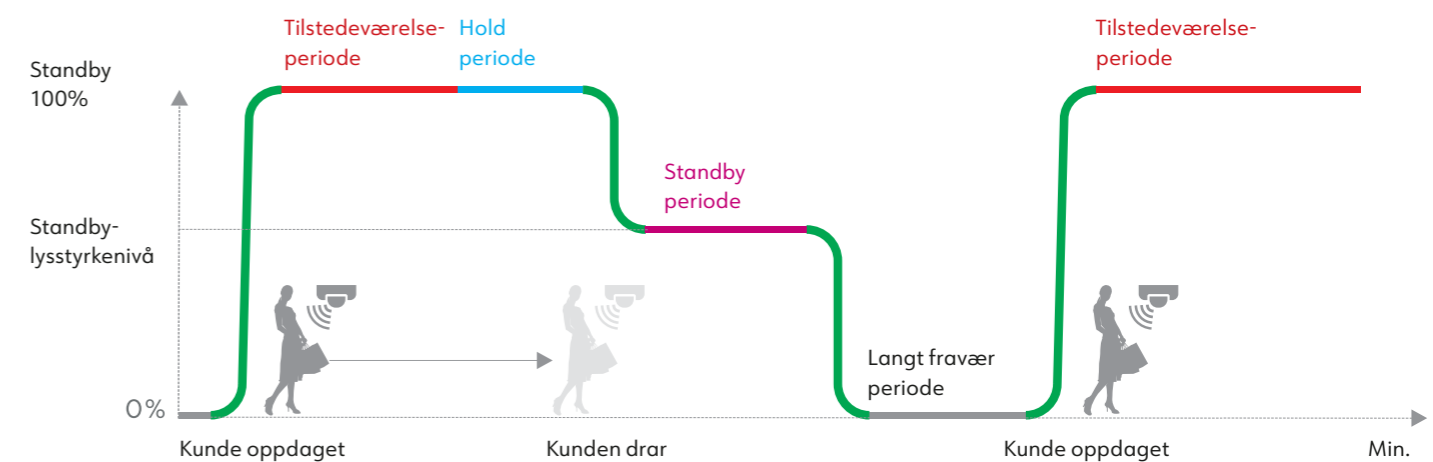 Tilstedeværelse-
periode
Hold
periode
Tilstedeværelse-
periode
Standby
100%
Standby
periode
Standby-
lysstyrkenivå
Langt fravær
periode
0%
Kunde oppdaget
Kunden drar
Kunde oppdaget
Min.